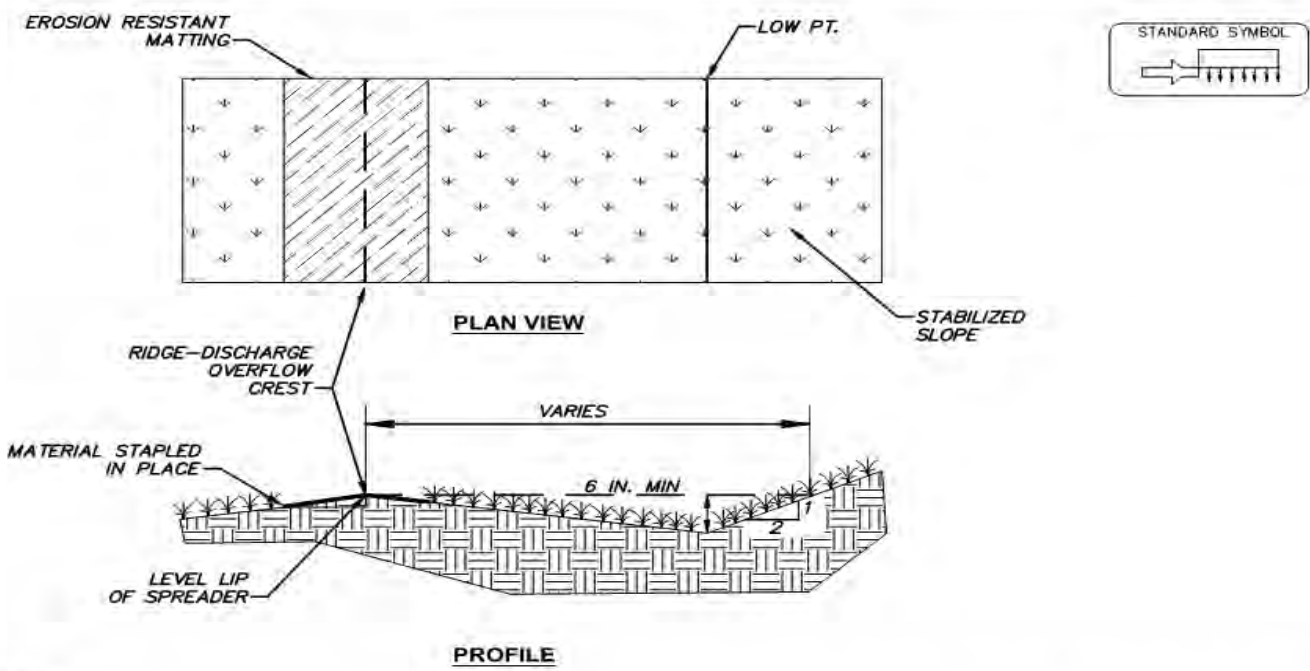 EROSION RESISTANT
MATTING
LOW PT.
STANDARD SYMBOL
PLAN VIEW
STABILIZED
SLOPE
RIDGE-DISCHARGE
OVERFLOW
CREST
VARIES
MATERIAL STAPLED
IN PLACE
6 IN. MIN
1
2
LEVEL LIP
OF SPREADER
PROFILE